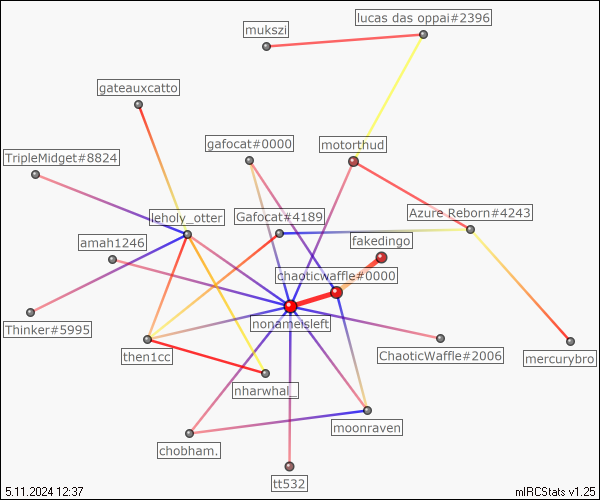 mukszi
lucas das oppai#2396
gateauxcatto
gafocat#0000
motorthud
TripleMidget#8824
leholy_otter
Gafocat#4189
Azure Reborn#4243
amah1246
fakedingo
chaoticwaffle#0000
Thinker#5995
nonameisleft
then1cc
ChaoticWaffle#2006
mercurybro
nharwhal_
moonraven
chobham.
tt532
5.11.2024 12:37
mIRCStats v1.25